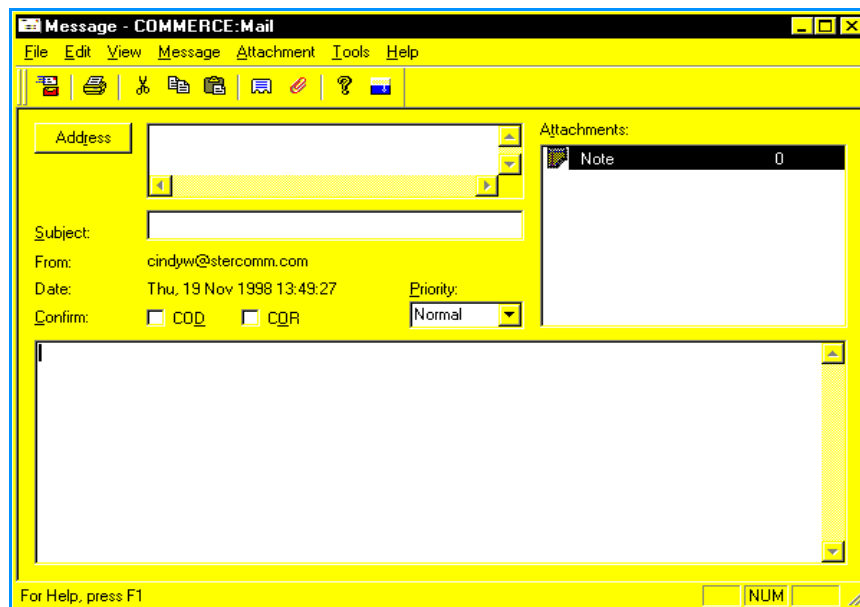 Message - COMMERCE:Mail
File Edit View Message Attachment Tools Help
Address
Attachments:
Note 0
Subject:
From: cindyw@stercomm.com
Date: Thu, 19 Nov 1998 13:49:27
Priority:
Confirm: COD COR Normal
For Help, press F1 NUM